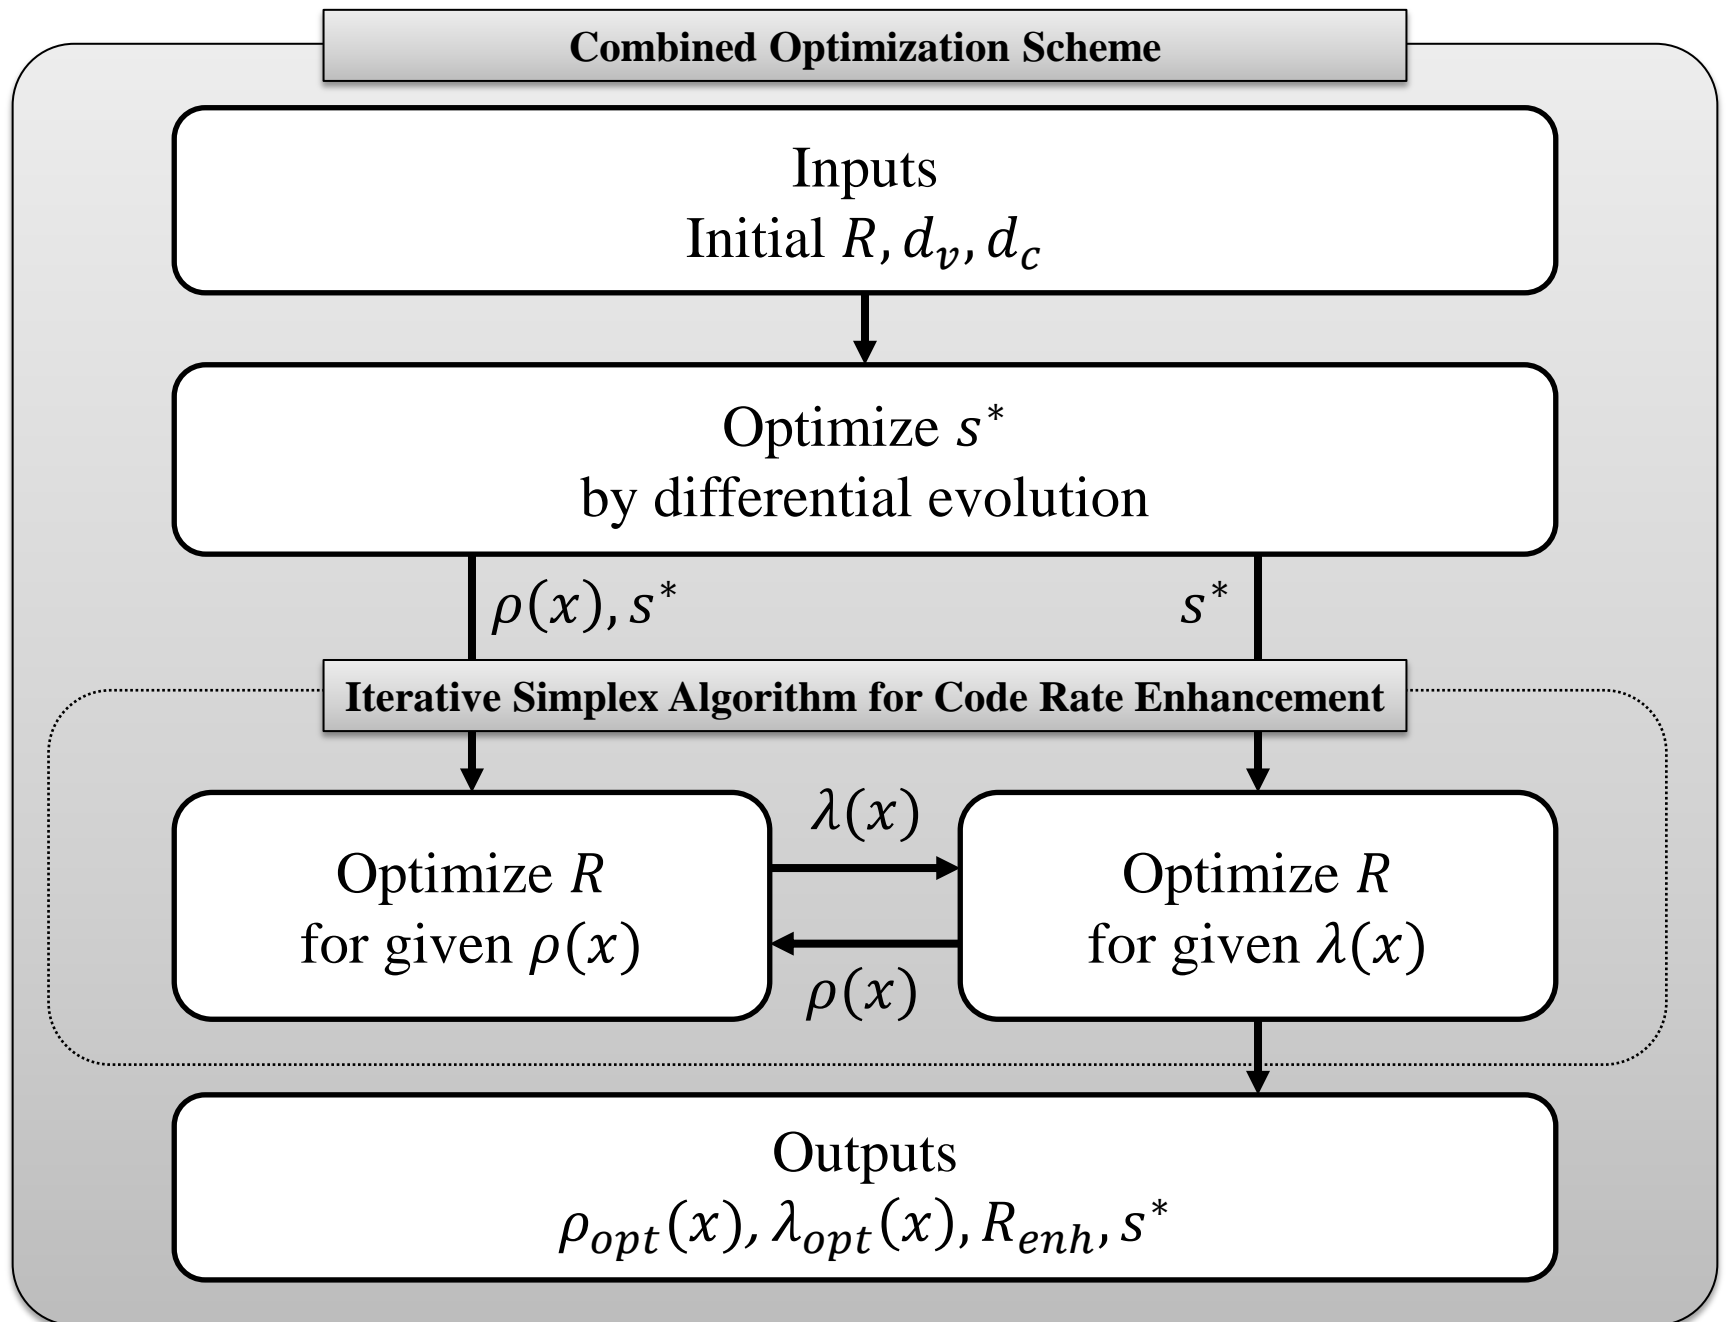 Combined Optimization Scheme
Inputs
Initial R, d_v, d_c
Optimize s*
by differential evolution
ρ(x), s*
s*
Iterative Simplex Algorithm for Code Rate Enhancement
λ(x)
Optimize R
for given ρ(x)
Optimize R
for given λ(x)
ρ(x)
Outputs
ρ_opt(x), λ_opt(x), R_enh, s*